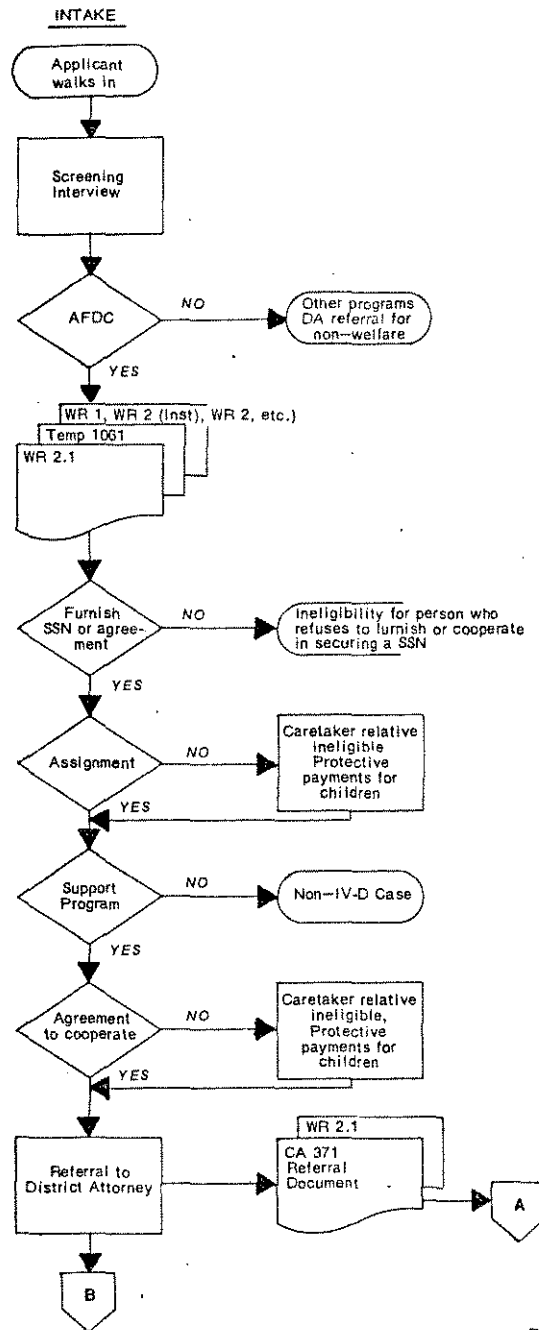 INTAKE
Applicant
walks in
Screening
Interview
AFDC
NO
Other programs
DA referral for
non-welfare
YES
WR 1, WR 2 (Inst), WR 2, etc.)
Temp 1061
WR 2.1
Furnish
SSN or agree-
ment
NO
Ineligibility for person who
refuses to furnish or cooperate
in securing a SSN
YES
Assignment
NO
Caretaker relative
ineligible
Protective
payments for
children
YES
Support
Program
NO
Non-IV-D Case
YES
Agreement
to cooperate
NO
Caretaker relative
ineligible,
Protective
payments for
children
YES
Referral to
District Attorney
WR 2.1
CA 371
Referral
Document
A
B